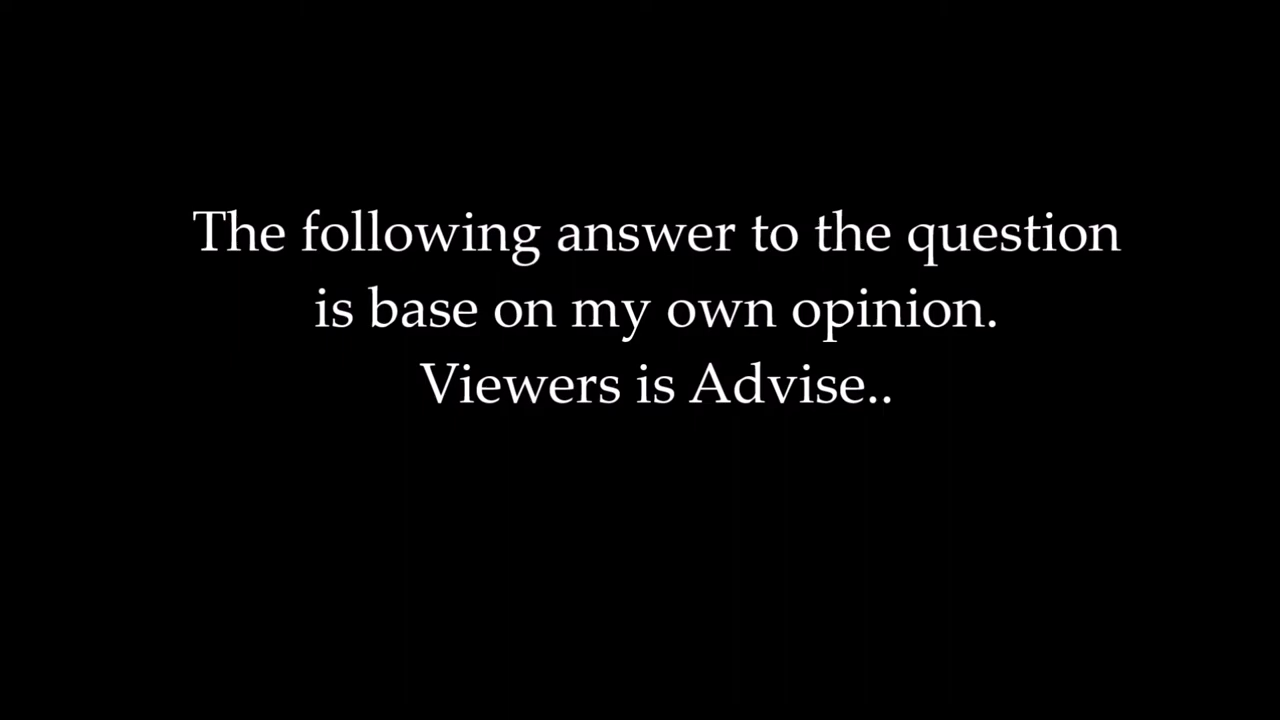 The following answer to the question
is base on my own opinion.
Viewers is Advise..